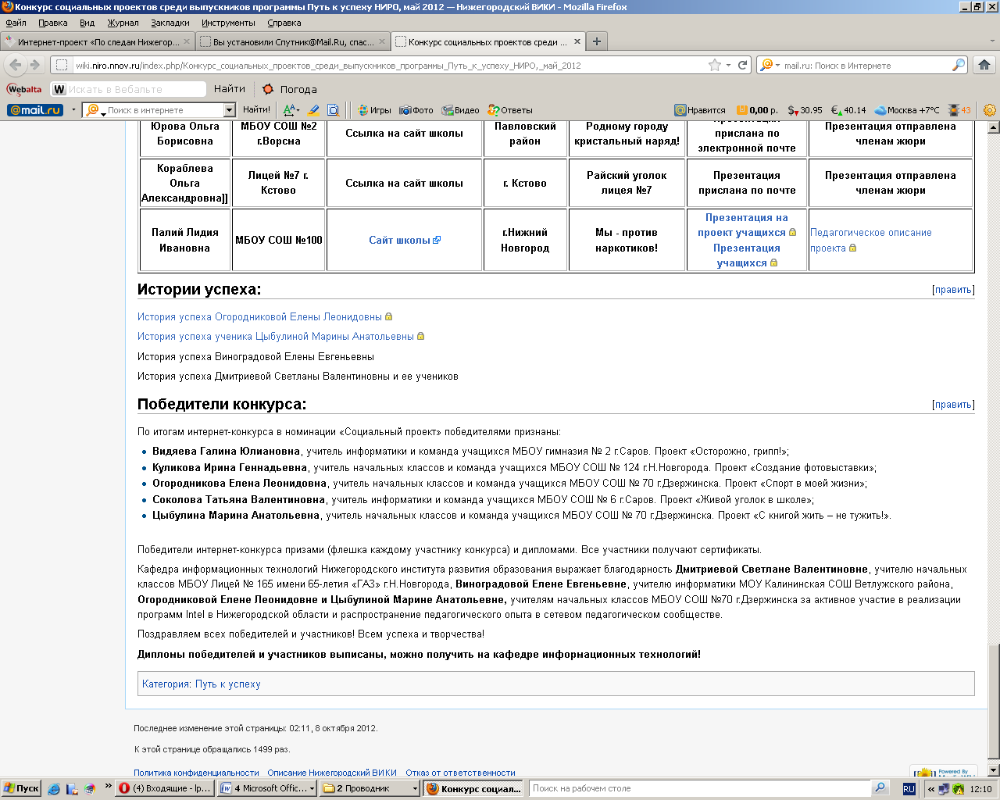 Конкурс социальных проектов среди выпускников программы Путь к успеху НИРО, май 2012 — Нижегородский ВИКИ - Mozilla Firefox
Файл Правка Вид Журнал Закладки Инструменты Справка
Интернет-проект «По следам Нижегор... Вы установили Спутник@Mail.Ru, спас... Конкурс социальных проектов среди ...
wiki.niro.nnov.ru/index.php/Конкурс_социальных_проектов_среди_выпускников_программы_Путь_к_успеху_НИРО,_май_2012 mail.ru: Поиск в Интернете
Webalta W Искать в Вебальте Найти Погода
@mail.ru Поиск в интернете Найти! Игры Фото Видео Ответы Нравится 0,00 р. $ 30.95 € 40.14 Москва +7°C 43
Юрова Ольга Борисовна МБОУ СОШ №2 г.Ворсма Ссылка на сайт школы Павловский район Родному городу кристальный наряд! Презентация прислана по электронной почте Презентация отправлена членам жюри
Кораблева Ольга Александровна]] Лицей №7 г. Кстово Ссылка на сайт школы г. Кстово Райский уголок лицея №7 Презентация прислана по почте Презентация отправлена членам жюри
Палий Лидия Ивановна МБОУ СОШ №100 Сайт школы г.Нижний Новгород Мы - против наркотиков! Презентация на проект учащихся Презентация учащихся Педагогическое описание проекта
Истории успеха: [править]
История успеха Огородниковой Елены Леонидовны
История успеха ученика Цыбулиной Марины Анатольевны
История успеха Виноградовой Елены Евгеньевны
История успеха Дмитриевой Светланы Валентиновны и ее учеников
Победители конкурса: [править]
По итогам интернет-конкурса в номинации «Социальный проект» победителями признаны:
Видяева Галина Юлиановна, учитель информатики и команда учащихся МБОУ гимназия № 2 г.Саров. Проект «Осторожно, грипп!»;
Куликова Ирина Геннадьевна, учитель начальных классов и команда учащихся МБОУ СОШ № 124 г.Н.Новгорода. Проект «Создание фотовыставки»;
Огородникова Елена Леонидовна, учитель начальных классов и команда учащихся МБОУ СОШ № 70 г.Дзержинска. Проект «Спорт в моей жизни»;
Соколова Татьяна Валентиновна, учитель информатики и команда учащихся МБОУ СОШ № 6 г.Саров. Проект «Живой уголок в школе»;
Цыбулина Марина Анатольевна, учитель начальных классов и команда учащихся МБОУ СОШ № 70 г.Дзержинска. Проект «С книгой жить – не тужить!».
Победители интернет-конкурса призами (флешка каждому участнику конкурса) и дипломами. Все участники получают сертификаты.
Кафедра информационных технологий Нижегородского института развития образования выражает благодарность Дмитриевой Светлане Валентиновне, учителю начальных
классов МБОУ Лицей № 165 имени 65-летия «ГАЗ» г.Н.Новгорода, Виноградовой Елене Евгеньевне, учителю информатики МОУ Калининская СОШ Ветлужского района,
Огородниковой Елене Леонидовне и Цыбулиной Марине Анатольевне, учителям начальных классов МБОУ СОШ №70 г.Дзержинска за активное участие в реализации
программ Intel в Нижегородской области и распространение педагогического опыта в сетевом педагогическом сообществе.
Поздравляем всех победителей и участников! Всем успеха и творчества!
Дипломы победителей и участников выписаны, можно получить на кафедре информационных технологий!
Категория: Путь к успеху
Последнее изменение этой страницы: 02:11, 8 октября 2012.
К этой странице обращались 1499 раз.
Политика конфиденциальности Описание Нижегородский ВИКИ Отказ от ответственности
Powered By
Пуск (4) Входящие - lp... 4 Microsoft Offic... 2 Проводник Конкурс социал... Поиск на рабочем столе RU 12:10